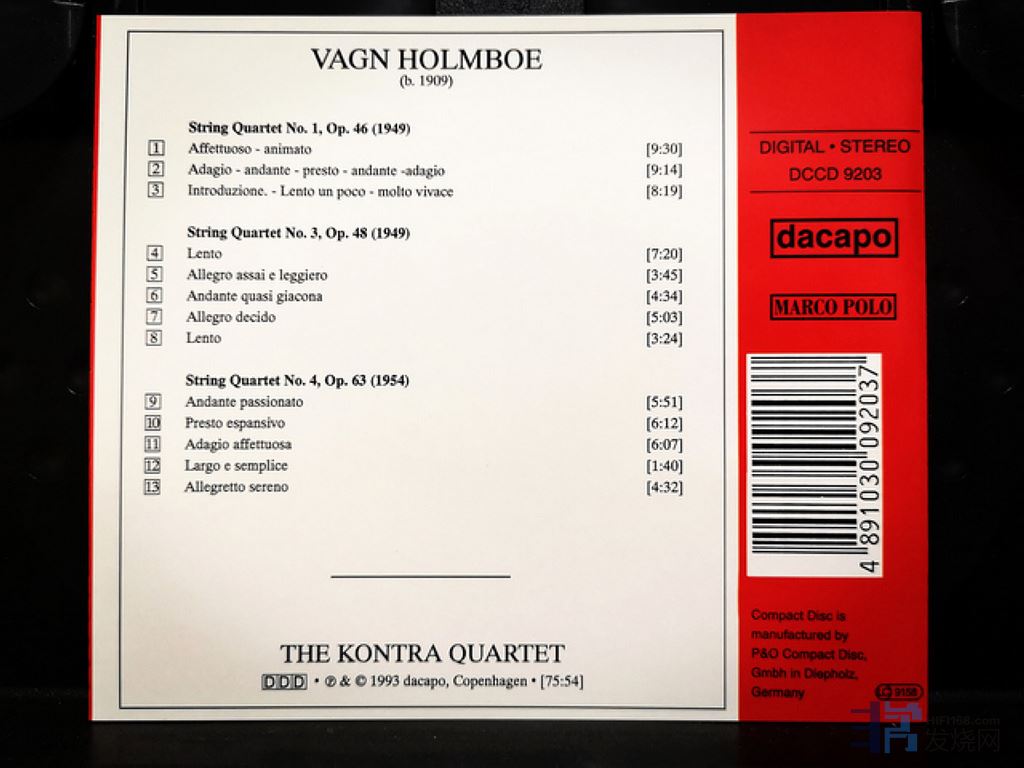 VAGN HOLMBOE
(b. 1909)
String Quartet No. 1, Op. 46 (1949)
1 Affettuoso - animato [9:30]
2 Adagio - andante - presto - andante -adagio [9:14]
3 Introduzione. - Lento un poco - molto vivace [8:19]
String Quartet No. 3, Op. 48 (1949)
4 Lento [7:20]
5 Allegro assai e leggiero [3:45]
6 Andante quasi giacona [4:34]
7 Allegro decido [5:03]
8 Lento [3:24]
String Quartet No. 4, Op. 63 (1954)
9 Andante passionato [5:51]
10 Presto espansivo [6:12]
11 Adagio affettuosa [6:07]
12 Largo e semplice [1:40]
13 Allegretto sereno [4:32]
THE KONTRA QUARTET
DDD • ℗ & © 1993 dacapo, Copenhagen • [75:54]
DIGITAL • STEREO
DCCD 9203
dacapo
MARCO POLO
4 891030 092037
Compact Disc is
manufactured by
P&O Compact Disc,
Gmbh in Diepholz,
Germany
LC 9158
HIFI168.com
发烧网